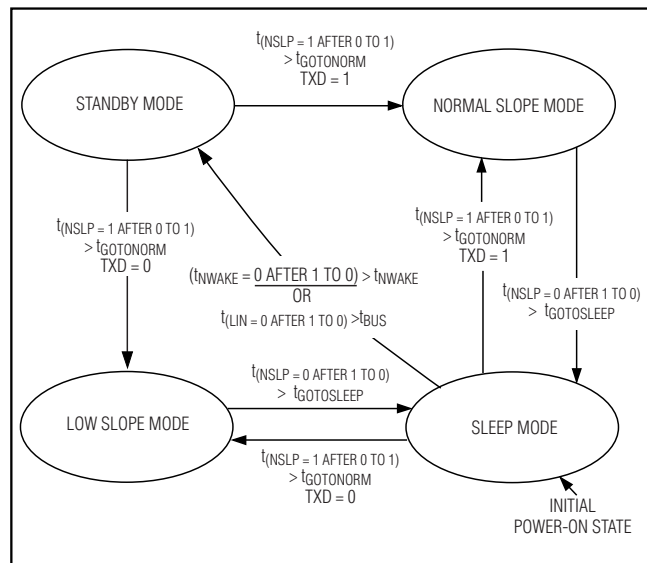 t(NSLP = 1 AFTER 0 TO 1)
> tGOTONORM
TXD = 1
STANDBY MODE
NORMAL SLOPE MODE
t(NSLP = 1 AFTER 0 TO 1)
> tGOTONORM
TXD = 0
t(NSLP = 1 AFTER 0 TO 1)
> tGOTONORM
TXD = 1
(tNWAKE = 0 AFTER 1 TO 0) > tNWAKE
OR
t(LIN = 0 AFTER 1 TO 0) >tBUS
t(NSLP = 0 AFTER 1 TO 0)
> tGOTOSLEEP
t(NSLP = 0 AFTER 1 TO 0)
> tGOTOSLEEP
LOW SLOPE MODE
SLEEP MODE
t(NSLP = 1 AFTER 0 TO 1)
> tGOTONORM
TXD = 0
INITIAL
POWER-ON STATE